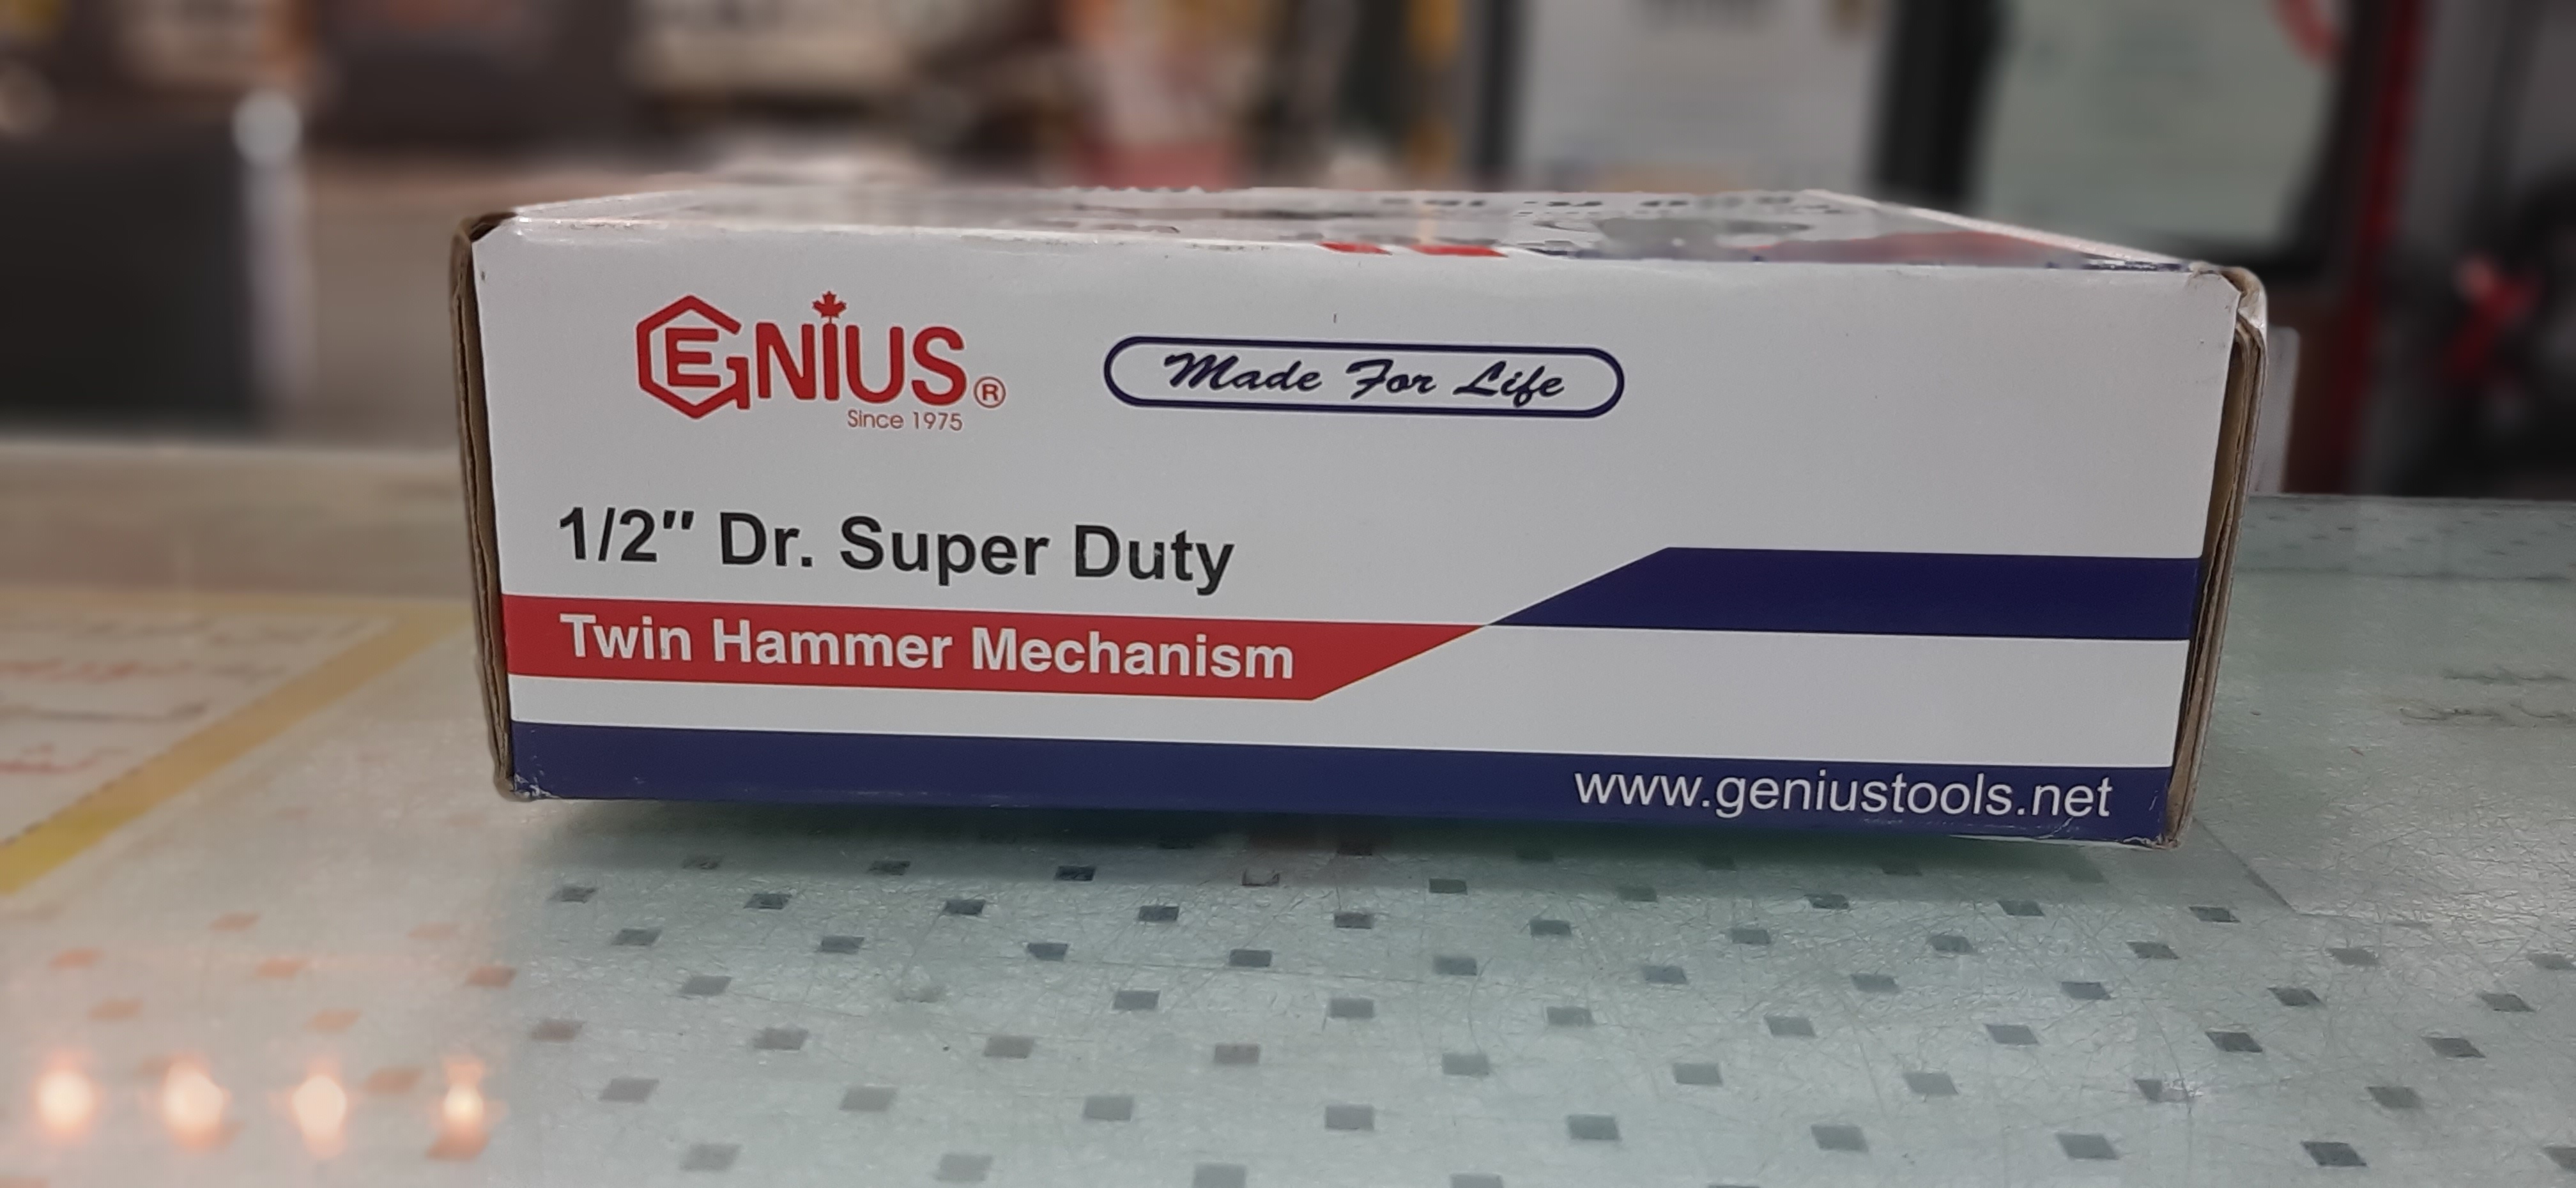 GENIUS®
Since 1975
Made For Life
1/2" Dr. Super Duty
Twin Hammer Mechanism
www.geniustools.net